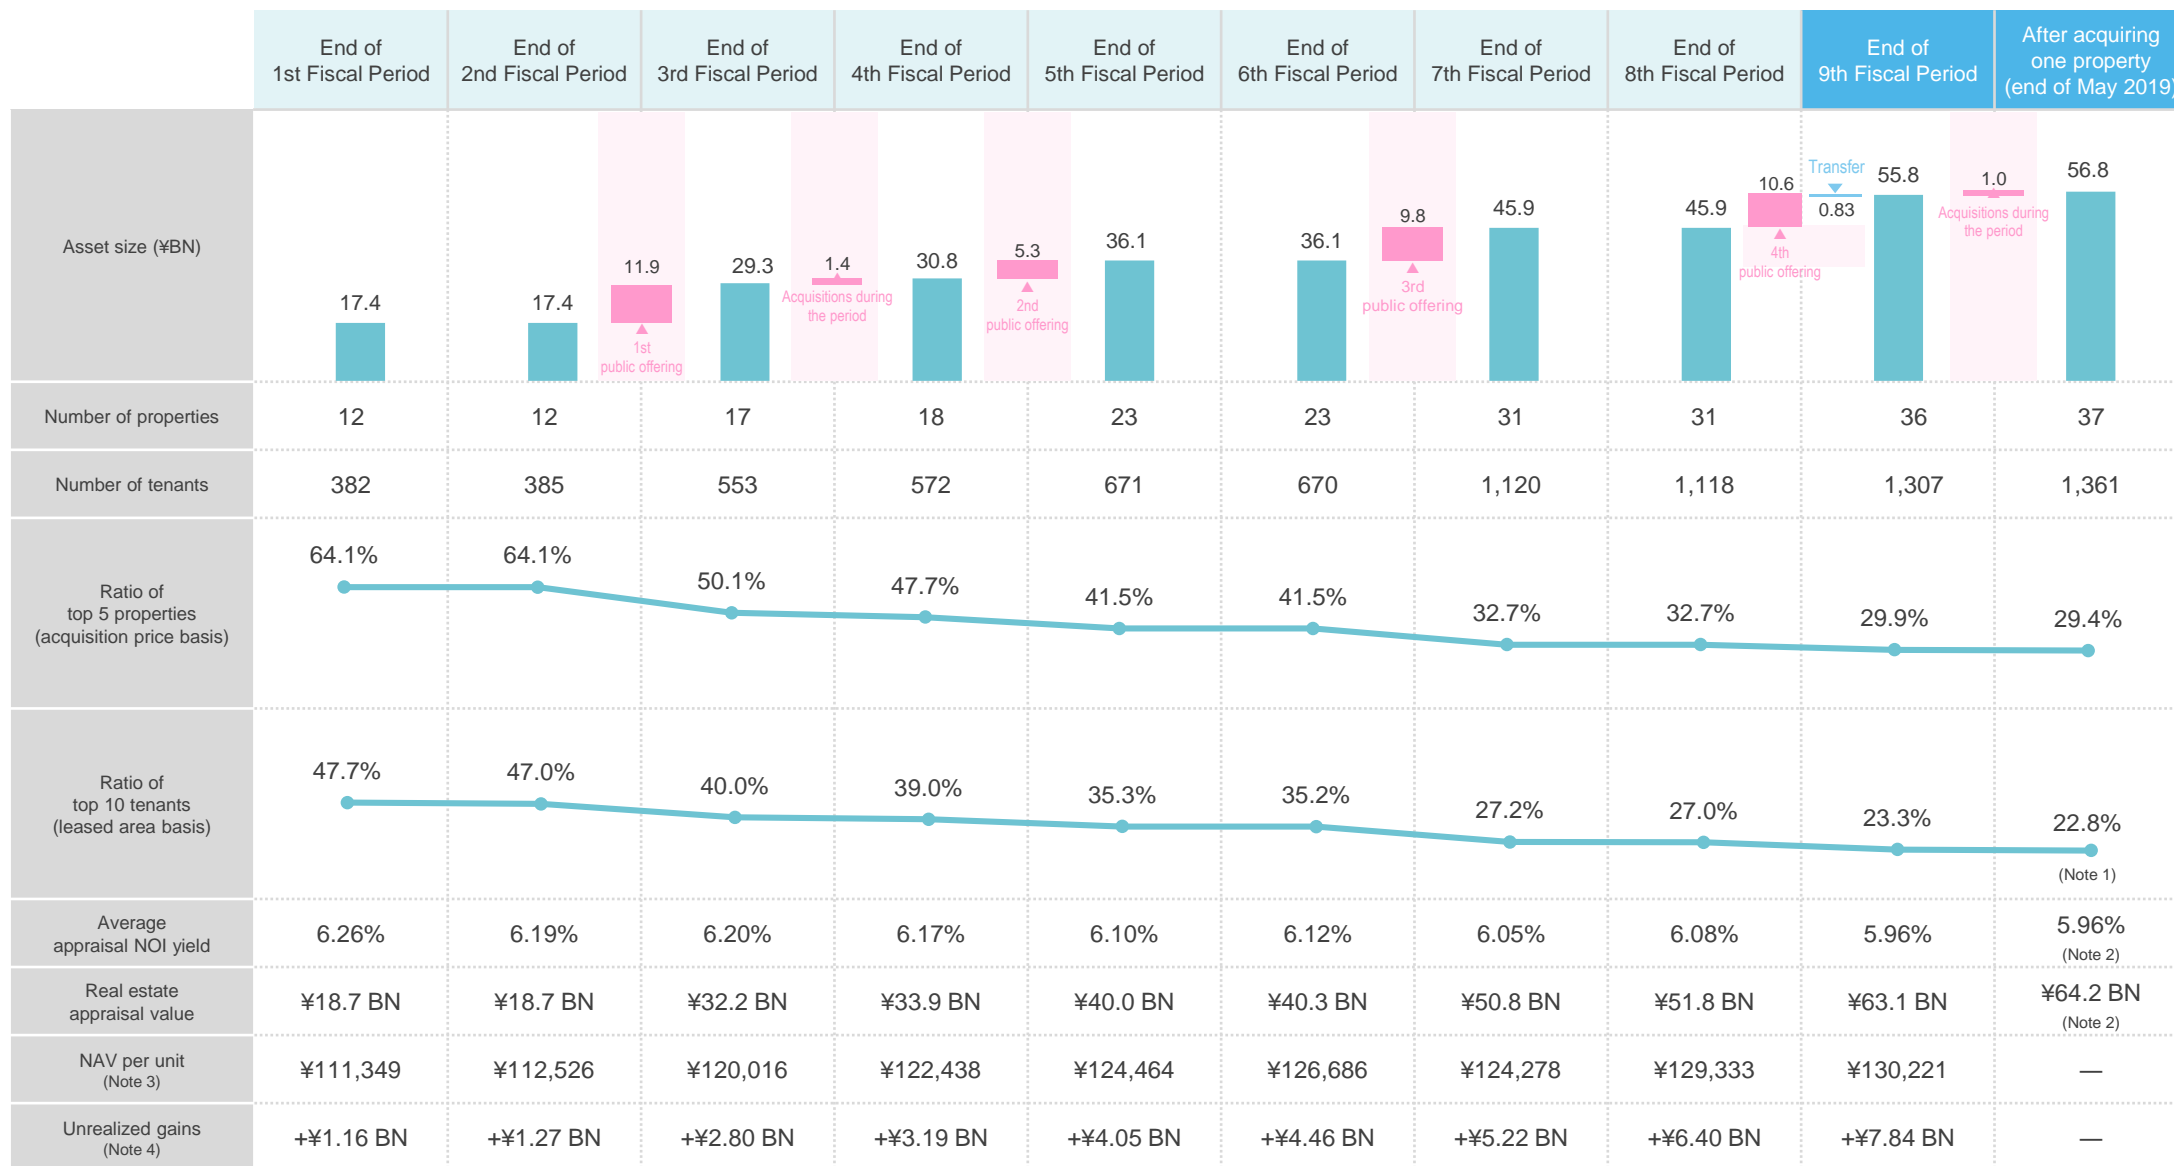 End of
1st Fiscal Period
End of
2nd Fiscal Period
End of
3rd Fiscal Period
End of
4th Fiscal Period
End of
5th Fiscal Period
End of
6th Fiscal Period
End of
7th Fiscal Period
End of
8th Fiscal Period
End of
9th Fiscal Period
After acquiring
one property
(end of May 2019)
Asset size (¥BN)
17.4
17.4
11.9
1st
public offering
29.3
1.4
Acquisitions during
the period
30.8
5.3
2nd
public offering
36.1
36.1
9.8
3rd
public offering
45.9
45.9
10.6
4th
public offering
Transfer
0.83
55.8
1.0
Acquisitions during
the period
56.8
Number of properties
12
12
17
18
23
23
31
31
36
37
Number of tenants
382
385
553
572
671
670
1,120
1,118
1,307
1,361
Ratio of
top 5 properties
(acquisition price basis)
64.1%
64.1%
50.1%
47.7%
41.5%
41.5%
32.7%
32.7%
29.9%
29.4%
Ratio of
top 10 tenants
(leased area basis)
47.7%
47.0%
40.0%
39.0%
35.3%
35.2%
27.2%
27.0%
23.3%
22.8%
(Note 1)
Average
appraisal NOI yield
6.26%
6.19%
6.20%
6.17%
6.10%
6.12%
6.05%
6.08%
5.96%
5.96%
(Note 2)
Real estate
appraisal value
¥18.7 BN
¥18.7 BN
¥32.2 BN
¥33.9 BN
¥40.0 BN
¥40.3 BN
¥50.8 BN
¥51.8 BN
¥63.1 BN
¥64.2 BN
(Note 2)
NAV per unit
(Note 3)
¥111,349
¥112,526
¥120,016
¥122,438
¥124,464
¥126,686
¥124,278
¥129,333
¥130,221
—
Unrealized gains
(Note 4)
+¥1.16 BN
+¥1.27 BN
+¥2.80 BN
+¥3.19 BN
+¥4.05 BN
+¥4.46 BN
+¥5.22 BN
+¥6.40 BN
+¥7.84 BN
—